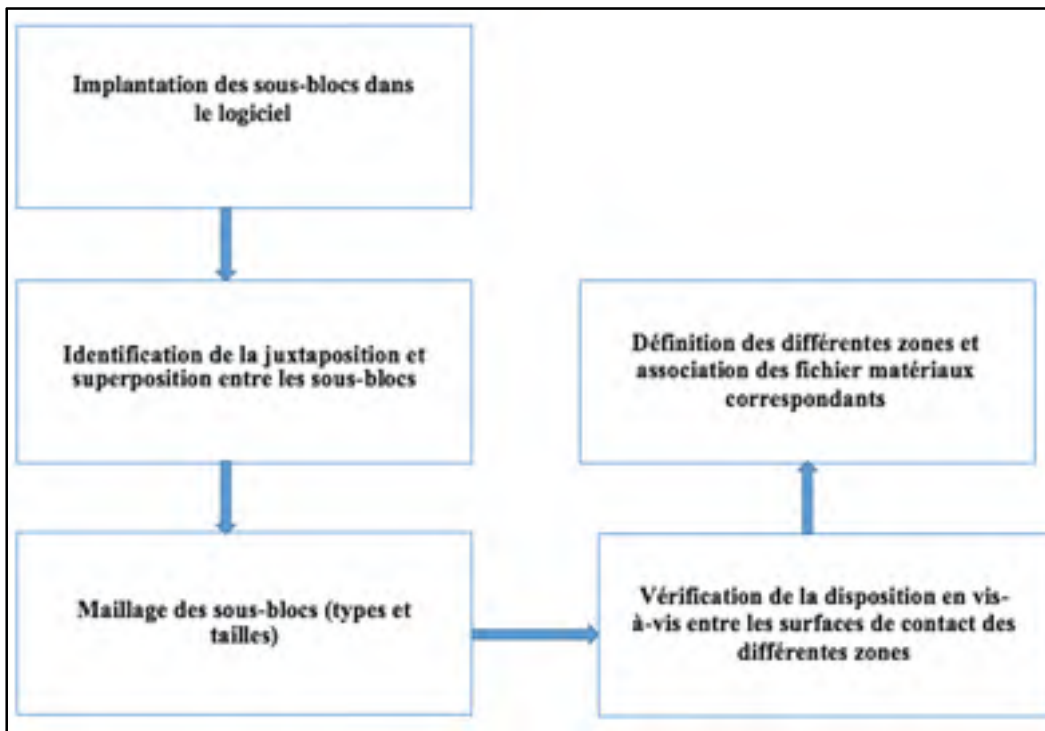 Implantation des sous-blocs dans
le logiciel
Identification de la juxtaposition et
superposition entre les sous-blocs
Maillage des sous-blocs (types et
tailles)
Vérification de la disposition en vis-
à-vis entre les surfaces de contact des
différentes zones
Définition des différentes zones et
association des fichier matériaux
correspondants